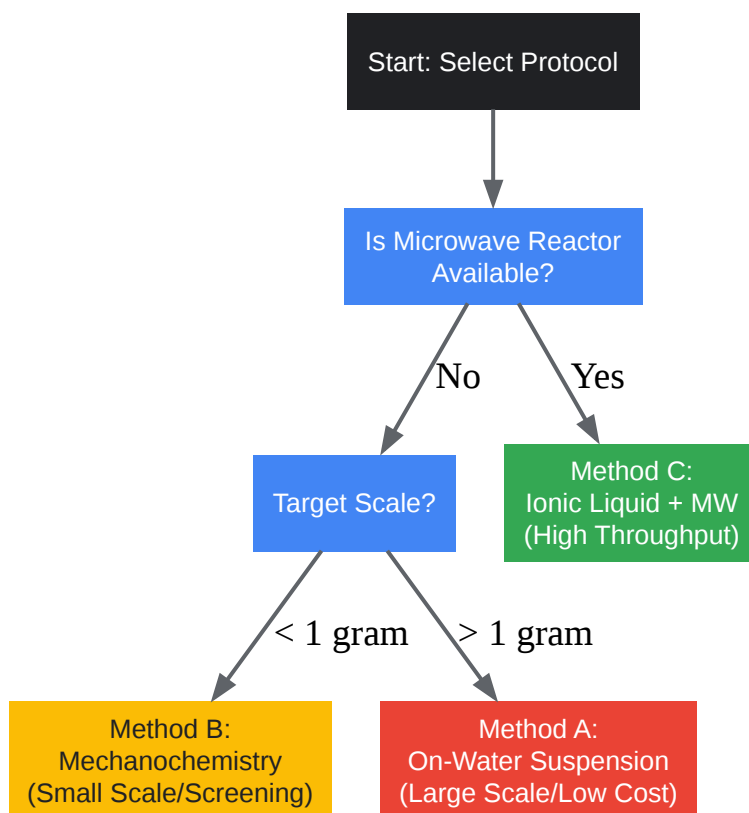 Start: Select Protocol
Is Microwave Reactor
Available?
No
Yes
Target Scale?
Method C:
Ionic Liquid + MW
(High Throughput)
< 1 gram
> 1 gram
Method B:
Mechanochemistry
(Small Scale/Screening)
Method A:
On-Water Suspension
(Large Scale/Low Cost)